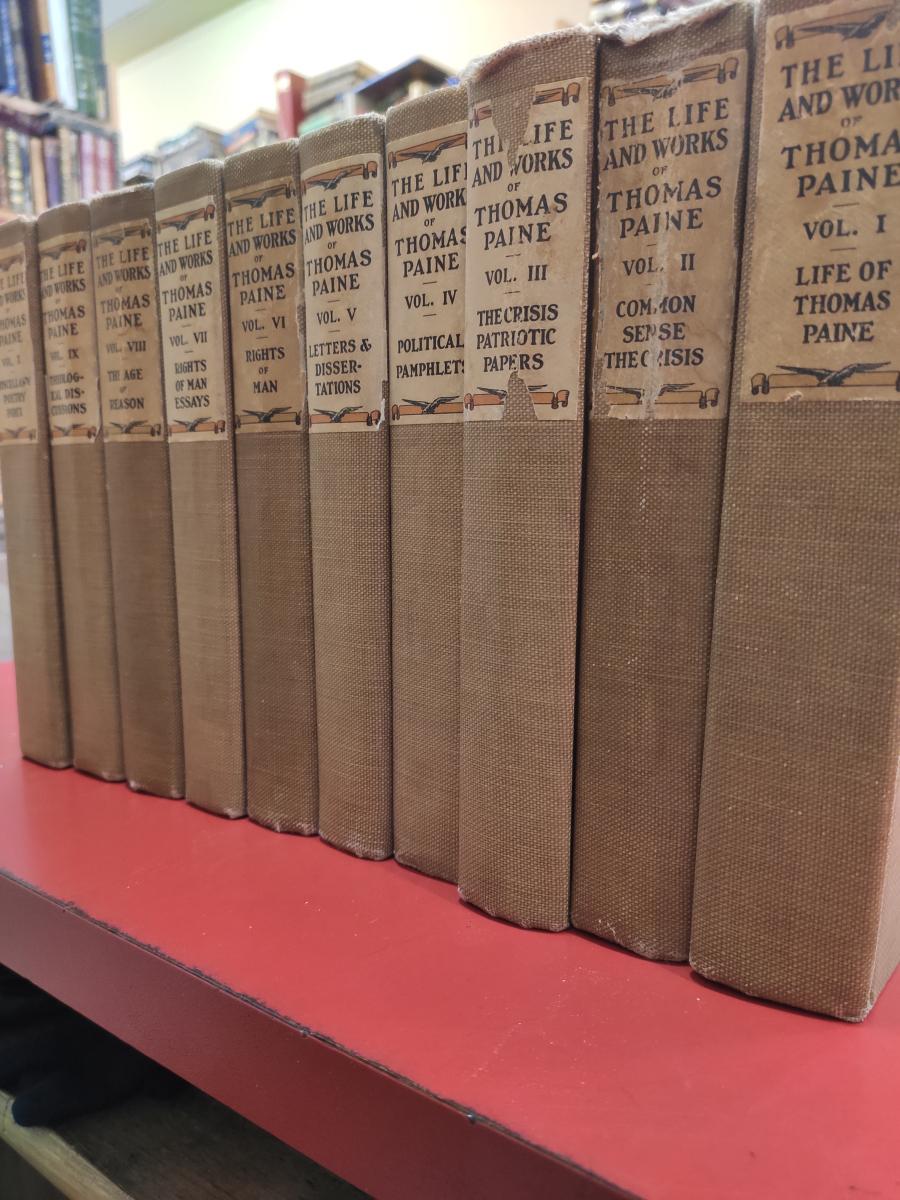 THE LIFE
AND WORKS
OF
THOMAS
PAINE
VOL. IX
THEOLOG-
ICAL DIS-
CUSSIONS
THE LIFE
AND WORKS
OF
THOMAS
PAINE
VOL. VIII
THE AGE
OF
REASON
THE LIFE
AND WORKS
OF
THOMAS
PAINE
VOL. VII
RIGHTS
OF MAN
ESSAYS
THE LIFE
AND WORKS
OF
THOMAS
PAINE
VOL. VI
RIGHTS
OF
MAN
THE LIFE
AND WORKS
OF
THOMAS
PAINE
VOL. V
LETTERS &
DISSER-
TATIONS
THE LIF
AND WORK
OF
THOMAS
PAINE
VOL. IV
POLITICAL
PAMPHLETS
THE LIFE
AND WORKS
OF
THOMAS
PAINE
VOL. III
THE CRISIS
PATRIOTIC
PAPERS
THE LIFE
AND WORKS
OF
THOMAS
PAINE
VOL. II
COMMON
SENSE
THE CRISIS
THE LI
AND WOR
OF
THOMA
PAINE
VOL. I
LIFE OF
THOMAS
PAINE